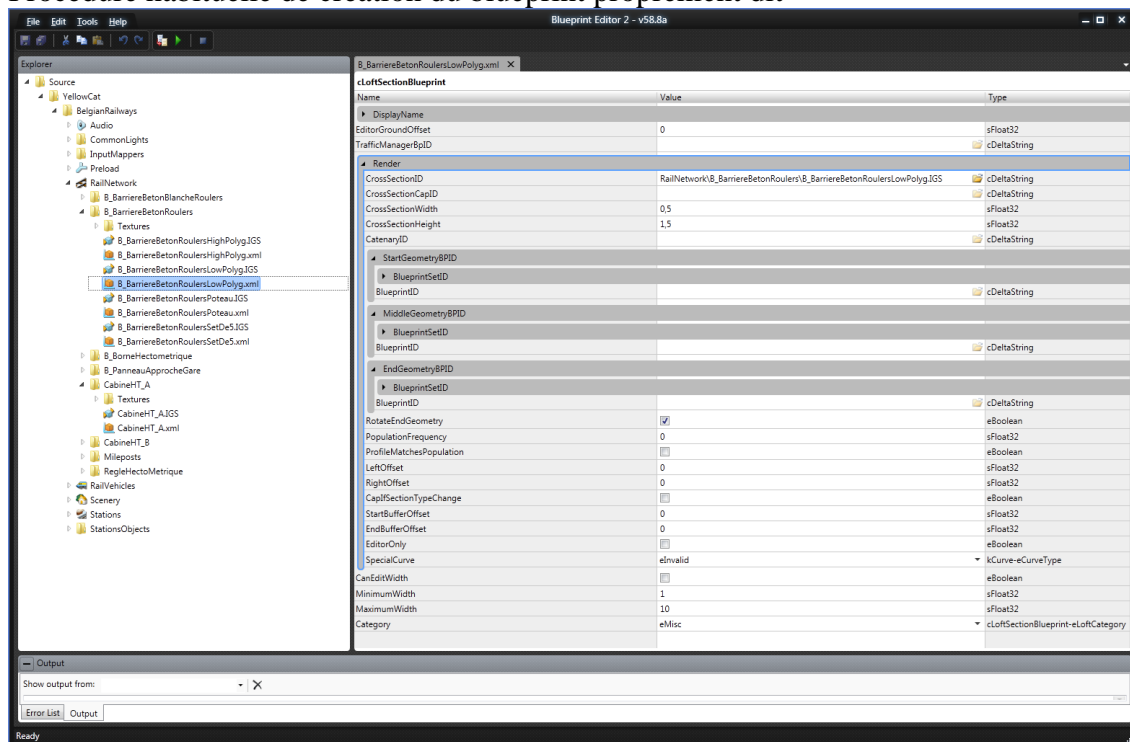 Procédure habituelle de création du blueprint proprement dit
Blueprint Editor 2 - v58.8a
File Edit Tools Help
Explorer
Source
YellowCat
BelgianRailways
Audio
CommonLights
InputMappers
Preload
RailNetwork
B_BarriereBetonBlancheRoulers
B_BarriereBetonRoulers
Textures
B_BarriereBetonRoulersHighPolyg.IGS
B_BarriereBetonRoulersHighPolyg.xml
B_BarriereBetonRoulersLowPolyg.IGS
B_BarriereBetonRoulersLowPolyg.xml
B_BarriereBetonRoulersPoteau.IGS
B_BarriereBetonRoulersPoteau.xml
B_BarriereBetonRoulersSetDe5.IGS
B_BarriereBetonRoulersSetDe5.xml
B_BorneHectometrique
B_PanneauApprocheGare
CabineHT_A
Textures
CabineHT_A.IGS
CabineHT_A.xml
CabineHT_B
Mileposts
RegleHectoMetrique
RailVehicles
Scenery
Stations
StationsObjects
B_BarriereBetonRoulersLowPolyg.xml X
cLoftSectionBlueprint
Name Value Type
DisplayName
EditorGroundOffset 0 sFloat32
TrafficManagerBpID cDeltaString
Render
CrossSectionID RailNetwork\B_BarriereBetonRoulers\B_BarriereBetonRoulersLowPolyg.IGS cDeltaString
CrossSectionCapID cDeltaString
CrossSectionWidth 0,5 sFloat32
CrossSectionHeight 1,5 sFloat32
CatenaryID cDeltaString
StartGeometryBPID
BlueprintSetID
BlueprintID cDeltaString
MiddleGeometryBPID
BlueprintSetID
BlueprintID cDeltaString
EndGeometryBPID
BlueprintSetID
BlueprintID cDeltaString
RotateEndGeometry eBoolean
PopulationFrequency 0 sFloat32
ProfileMatchesPopulation eBoolean
LeftOffset 0 sFloat32
RightOffset 0 sFloat32
CapIfSectionTypeChange eBoolean
StartBufferOffset 0 sFloat32
EndBufferOffset 0 sFloat32
EditorOnly eBoolean
SpecialCurve eInvalid kCurve-eCurveType
CanEditWidth eBoolean
MinimumWidth 1 sFloat32
MaximumWidth 10 sFloat32
Category eMisc cLoftSectionBlueprint-eLoftCategory
Output
Show output from:
Error List Output
Ready